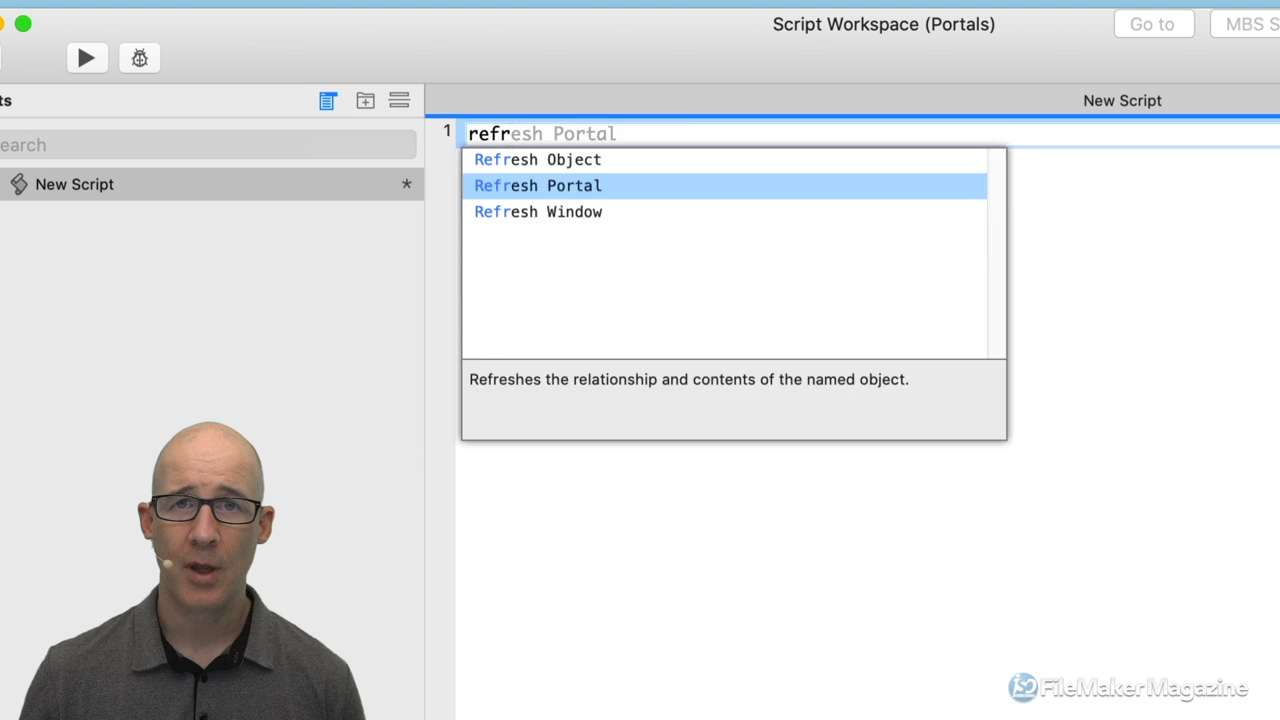 Script Workspace (Portals)
Go to
MBS S
ts
New Script
earch
1
refresh Portal
New Script
*
Refresh Object
Refresh Portal
Refresh Window
Refreshes the relationship and contents of the named object.
FileMaker Magazine